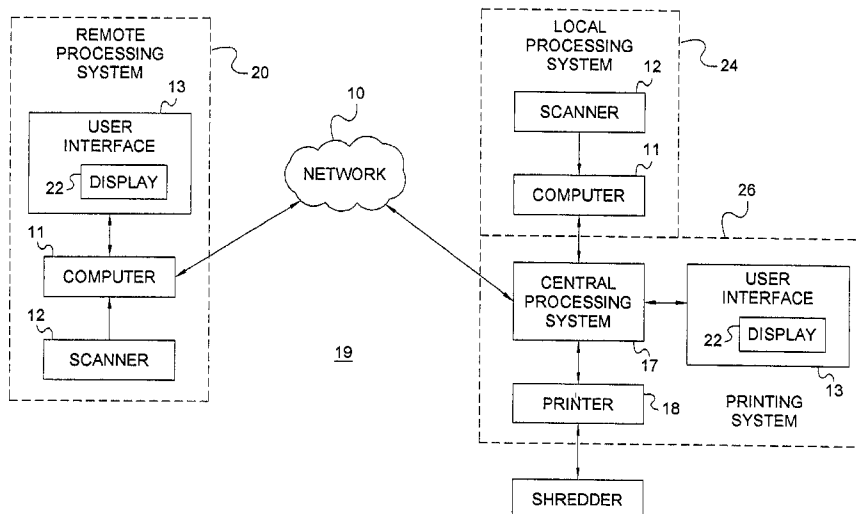 REMOTE
PROCESSING
SYSTEM
20
13
USER
INTERFACE
22
DISPLAY
11
COMPUTER
12
SCANNER
10
NETWORK
19
LOCAL
PROCESSING
SYSTEM
24
12
SCANNER
11
COMPUTER
26
CENTRAL
PROCESSING
SYSTEM
17
USER
INTERFACE
22
DISPLAY
13
PRINTER
18
PRINTING
SYSTEM
SHREDDER